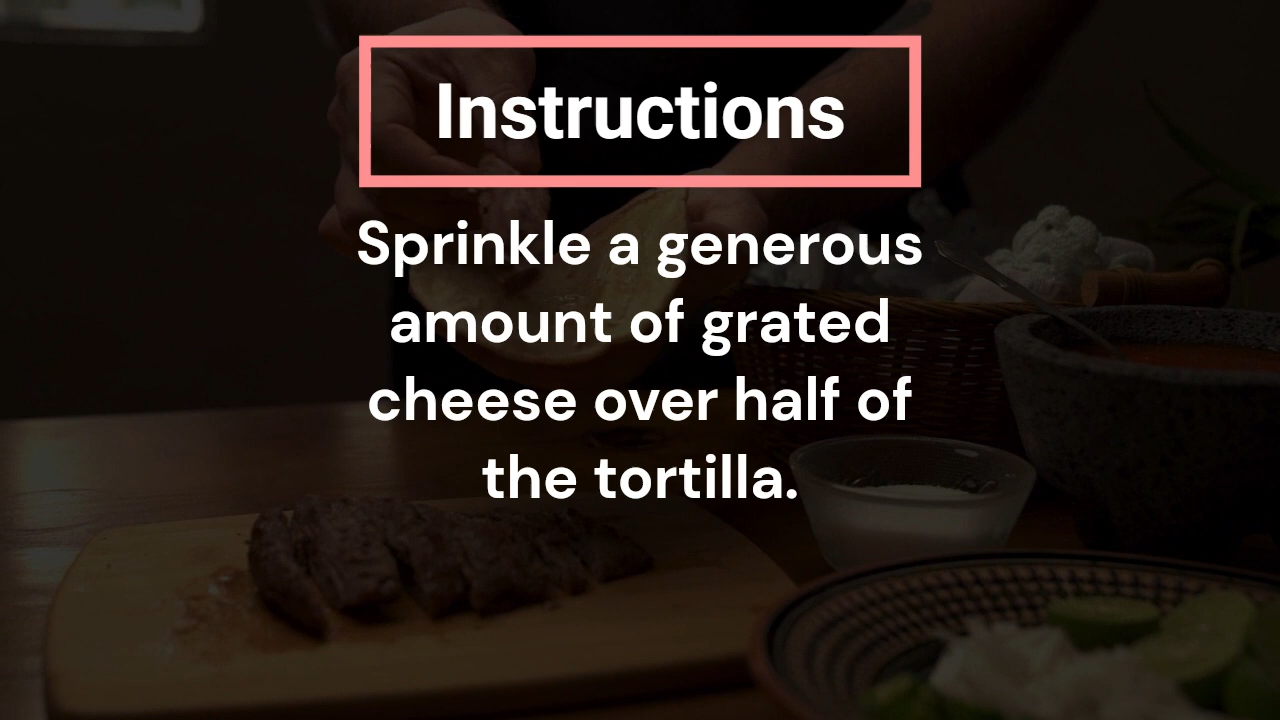 Instructions
Sprinkle a generous
amount of grated
cheese over half of
the tortilla.